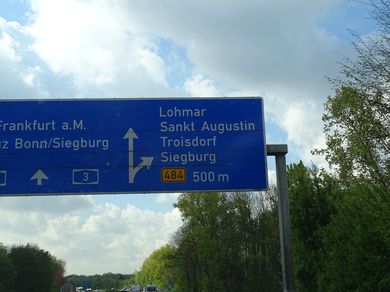 Frankfurt a.M.
Bonn/Siegburg
3
Lohmar
Sankt Augustin
Troisdorf
Siegburg
484 500 m